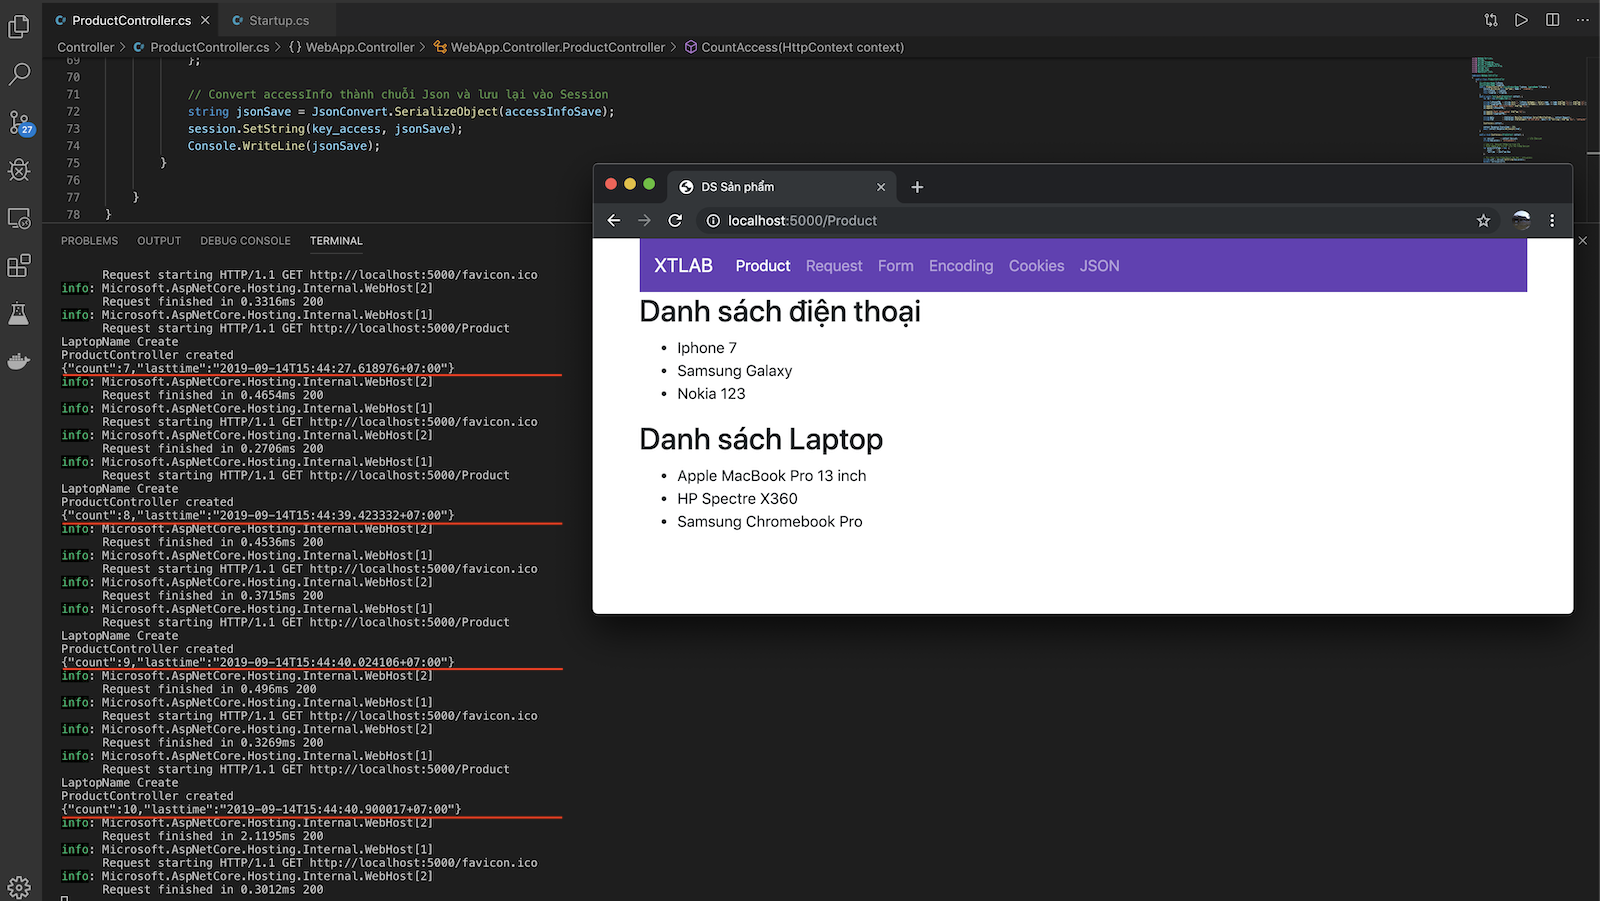 ProductController.cs
Startup.cs
Controller > ProductController.cs > {} WebApp.Controller > WebApp.Controller.ProductController > CountAccess(HttpContext context)
69 };
70
71 // Convert accessInfo thành chuỗi Json và lưu lại vào Session
72 string jsonSave = JsonConvert.SerializeObject(accessInfoSave);
73 session.SetString(key_access, jsonSave);
74 Console.WriteLine(jsonSave);
75 }
76
77 }
78 }
27
PROBLEMS OUTPUT DEBUG CONSOLE TERMINAL
Request starting HTTP/1.1 GET http://localhost:5000/favicon.ico
info: Microsoft.AspNetCore.Hosting.Internal.WebHost[2]
Request finished in 0.3316ms 200
info: Microsoft.AspNetCore.Hosting.Internal.WebHost[1]
Request starting HTTP/1.1 GET http://localhost:5000/Product
LaptopName Create
ProductController created
{"count":7,"lasttime":"2019-09-14T15:44:27.618976+07:00"}
info: Microsoft.AspNetCore.Hosting.Internal.WebHost[2]
Request finished in 0.4654ms 200
info: Microsoft.AspNetCore.Hosting.Internal.WebHost[1]
Request starting HTTP/1.1 GET http://localhost:5000/favicon.ico
info: Microsoft.AspNetCore.Hosting.Internal.WebHost[2]
Request finished in 0.2706ms 200
info: Microsoft.AspNetCore.Hosting.Internal.WebHost[1]
Request starting HTTP/1.1 GET http://localhost:5000/Product
LaptopName Create
ProductController created
{"count":8,"lasttime":"2019-09-14T15:44:39.423332+07:00"}
info: Microsoft.AspNetCore.Hosting.Internal.WebHost[2]
Request finished in 0.4536ms 200
info: Microsoft.AspNetCore.Hosting.Internal.WebHost[1]
Request starting HTTP/1.1 GET http://localhost:5000/favicon.ico
info: Microsoft.AspNetCore.Hosting.Internal.WebHost[2]
Request finished in 0.3715ms 200
info: Microsoft.AspNetCore.Hosting.Internal.WebHost[1]
Request starting HTTP/1.1 GET http://localhost:5000/Product
LaptopName Create
ProductController created
{"count":9,"lasttime":"2019-09-14T15:44:40.024106+07:00"}
info: Microsoft.AspNetCore.Hosting.Internal.WebHost[2]
Request finished in 0.496ms 200
info: Microsoft.AspNetCore.Hosting.Internal.WebHost[1]
Request starting HTTP/1.1 GET http://localhost:5000/favicon.ico
info: Microsoft.AspNetCore.Hosting.Internal.WebHost[2]
Request finished in 0.3269ms 200
info: Microsoft.AspNetCore.Hosting.Internal.WebHost[1]
Request starting HTTP/1.1 GET http://localhost:5000/Product
LaptopName Create
ProductController created
{"count":10,"lasttime":"2019-09-14T15:44:40.900017+07:00"}
info: Microsoft.AspNetCore.Hosting.Internal.WebHost[2]
Request finished in 2.1195ms 200
info: Microsoft.AspNetCore.Hosting.Internal.WebHost[1]
Request starting HTTP/1.1 GET http://localhost:5000/favicon.ico
info: Microsoft.AspNetCore.Hosting.Internal.WebHost[2]
Request finished in 0.3012ms 200
DS Sản phẩm
localhost:5000/Product
XTLAB Product Request Form Encoding Cookies JSON
Danh sách điện thoại
• Iphone 7
• Samsung Galaxy
• Nokia 123
Danh sách Laptop
• Apple MacBook Pro 13 inch
• HP Spectre X360
• Samsung Chromebook Pro